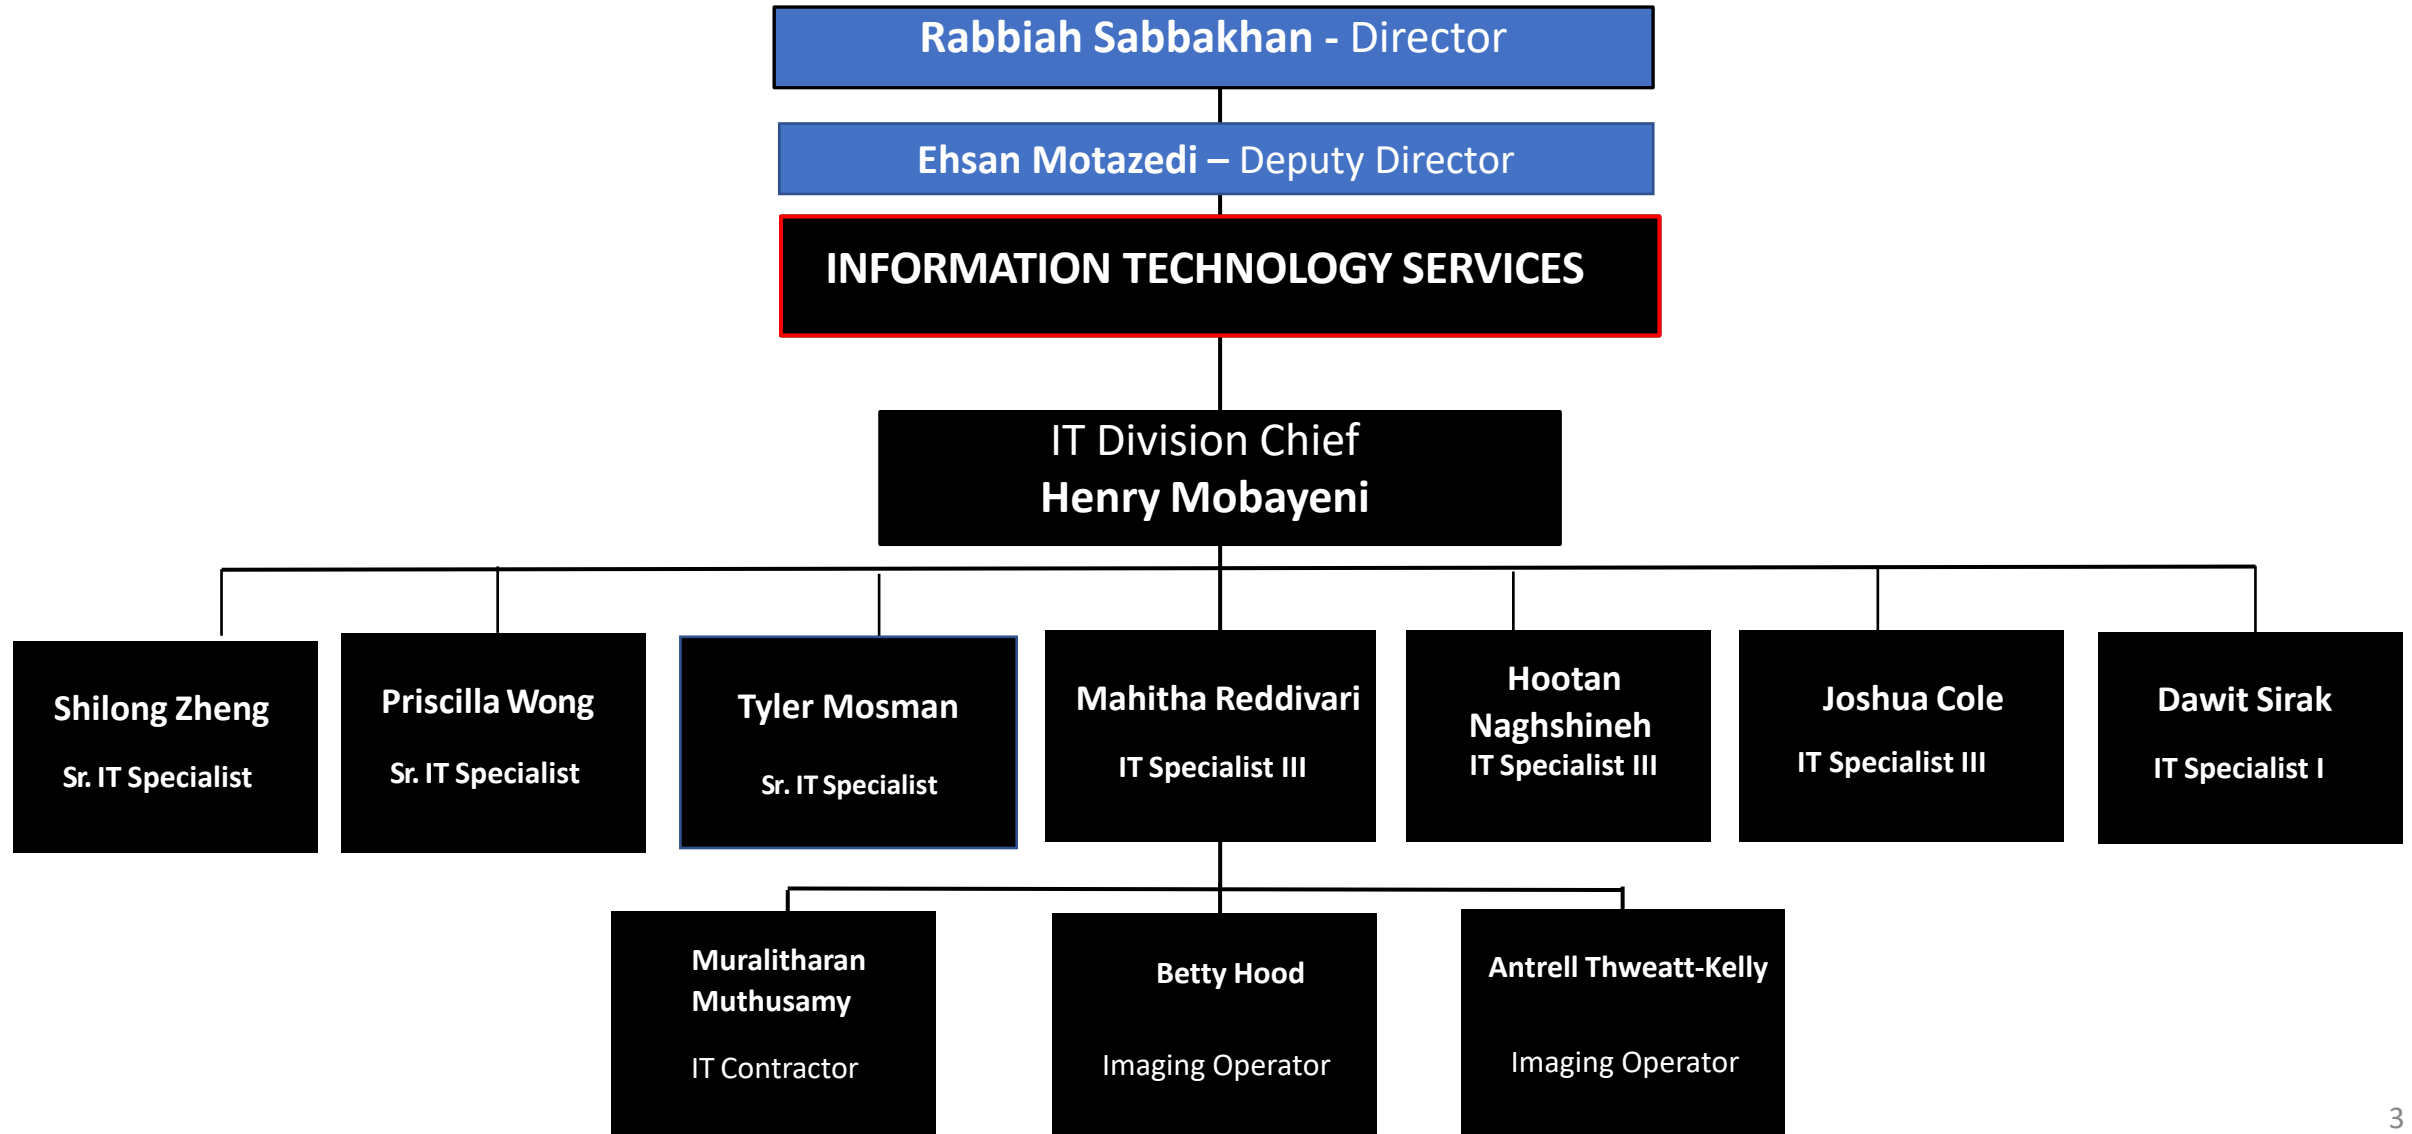 Rabbiah Sabbakhan - Director
Ehsan Motazedi – Deputy Director
INFORMATION TECHNOLOGY SERVICES
IT Division Chief
Henry Mobayeni
Shilong Zheng
Sr. IT Specialist
Priscilla Wong
Sr. IT Specialist
Tyler Mosman
Sr. IT Specialist
Mahitha Reddivari
IT Specialist III
Hootan
Naghshineh
IT Specialist III
Joshua Cole
IT Specialist III
Dawit Sirak
IT Specialist I
Muralitharan
Muthusamy
IT Contractor
Betty Hood
Imaging Operator
Antrell Thweatt-Kelly
Imaging Operator
3